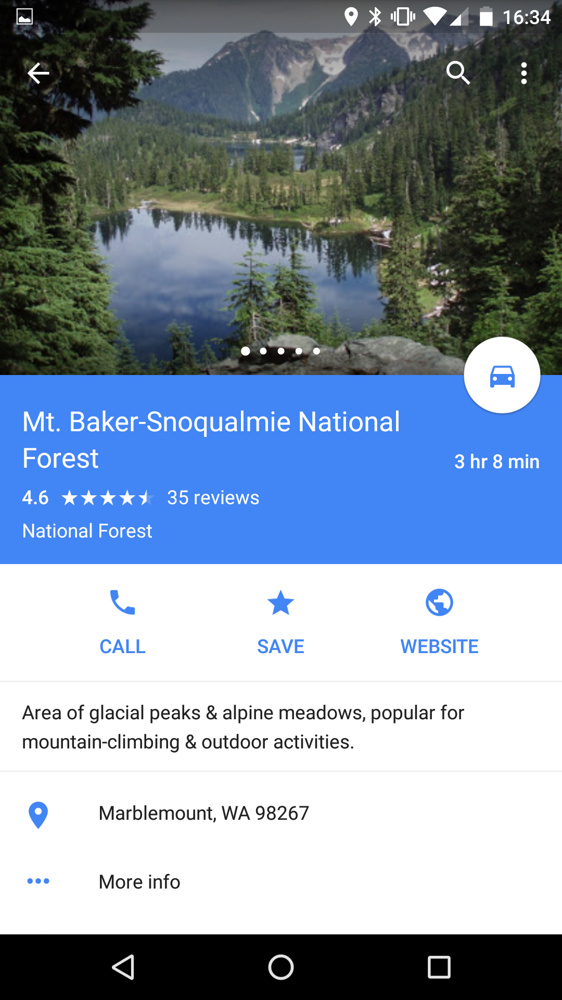 16:34
Mt. Baker-Snoqualmie National
Forest
3 hr 8 min
4.6 35 reviews
National Forest
CALL SAVE WEBSITE
Area of glacial peaks & alpine meadows, popular for
mountain-climbing & outdoor activities.
Marblemount, WA 98267
More info